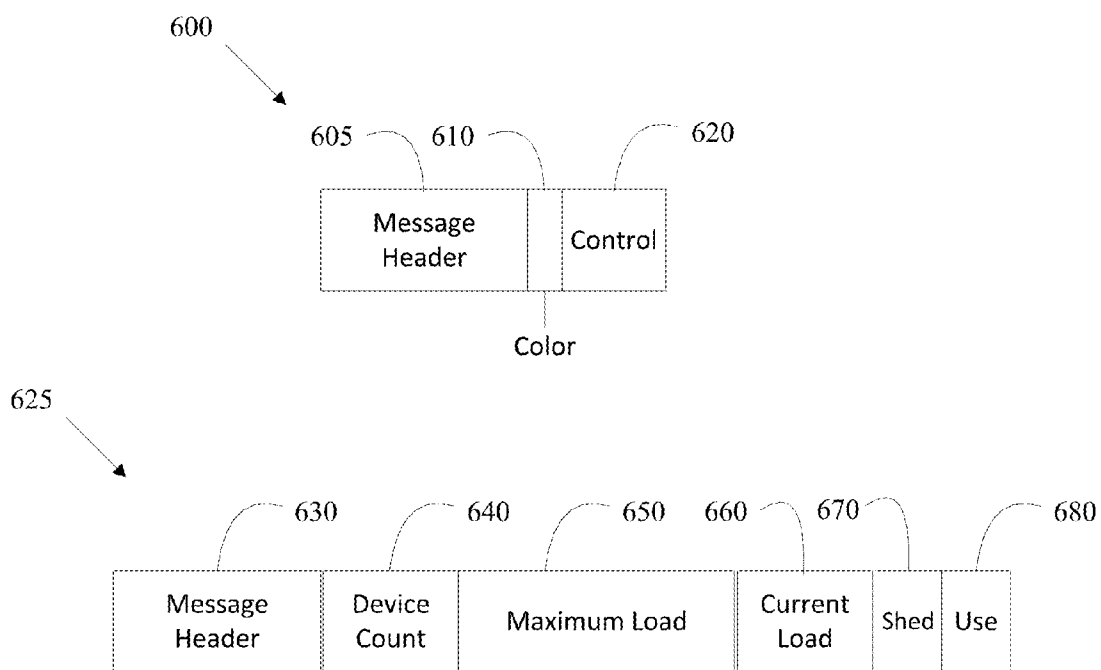 600
605 610 620
Message
Header
Control
Color
625
630 640 650 660 670 680
Message
Header
Device
Count
Maximum Load
Current
Load
Shed
Use